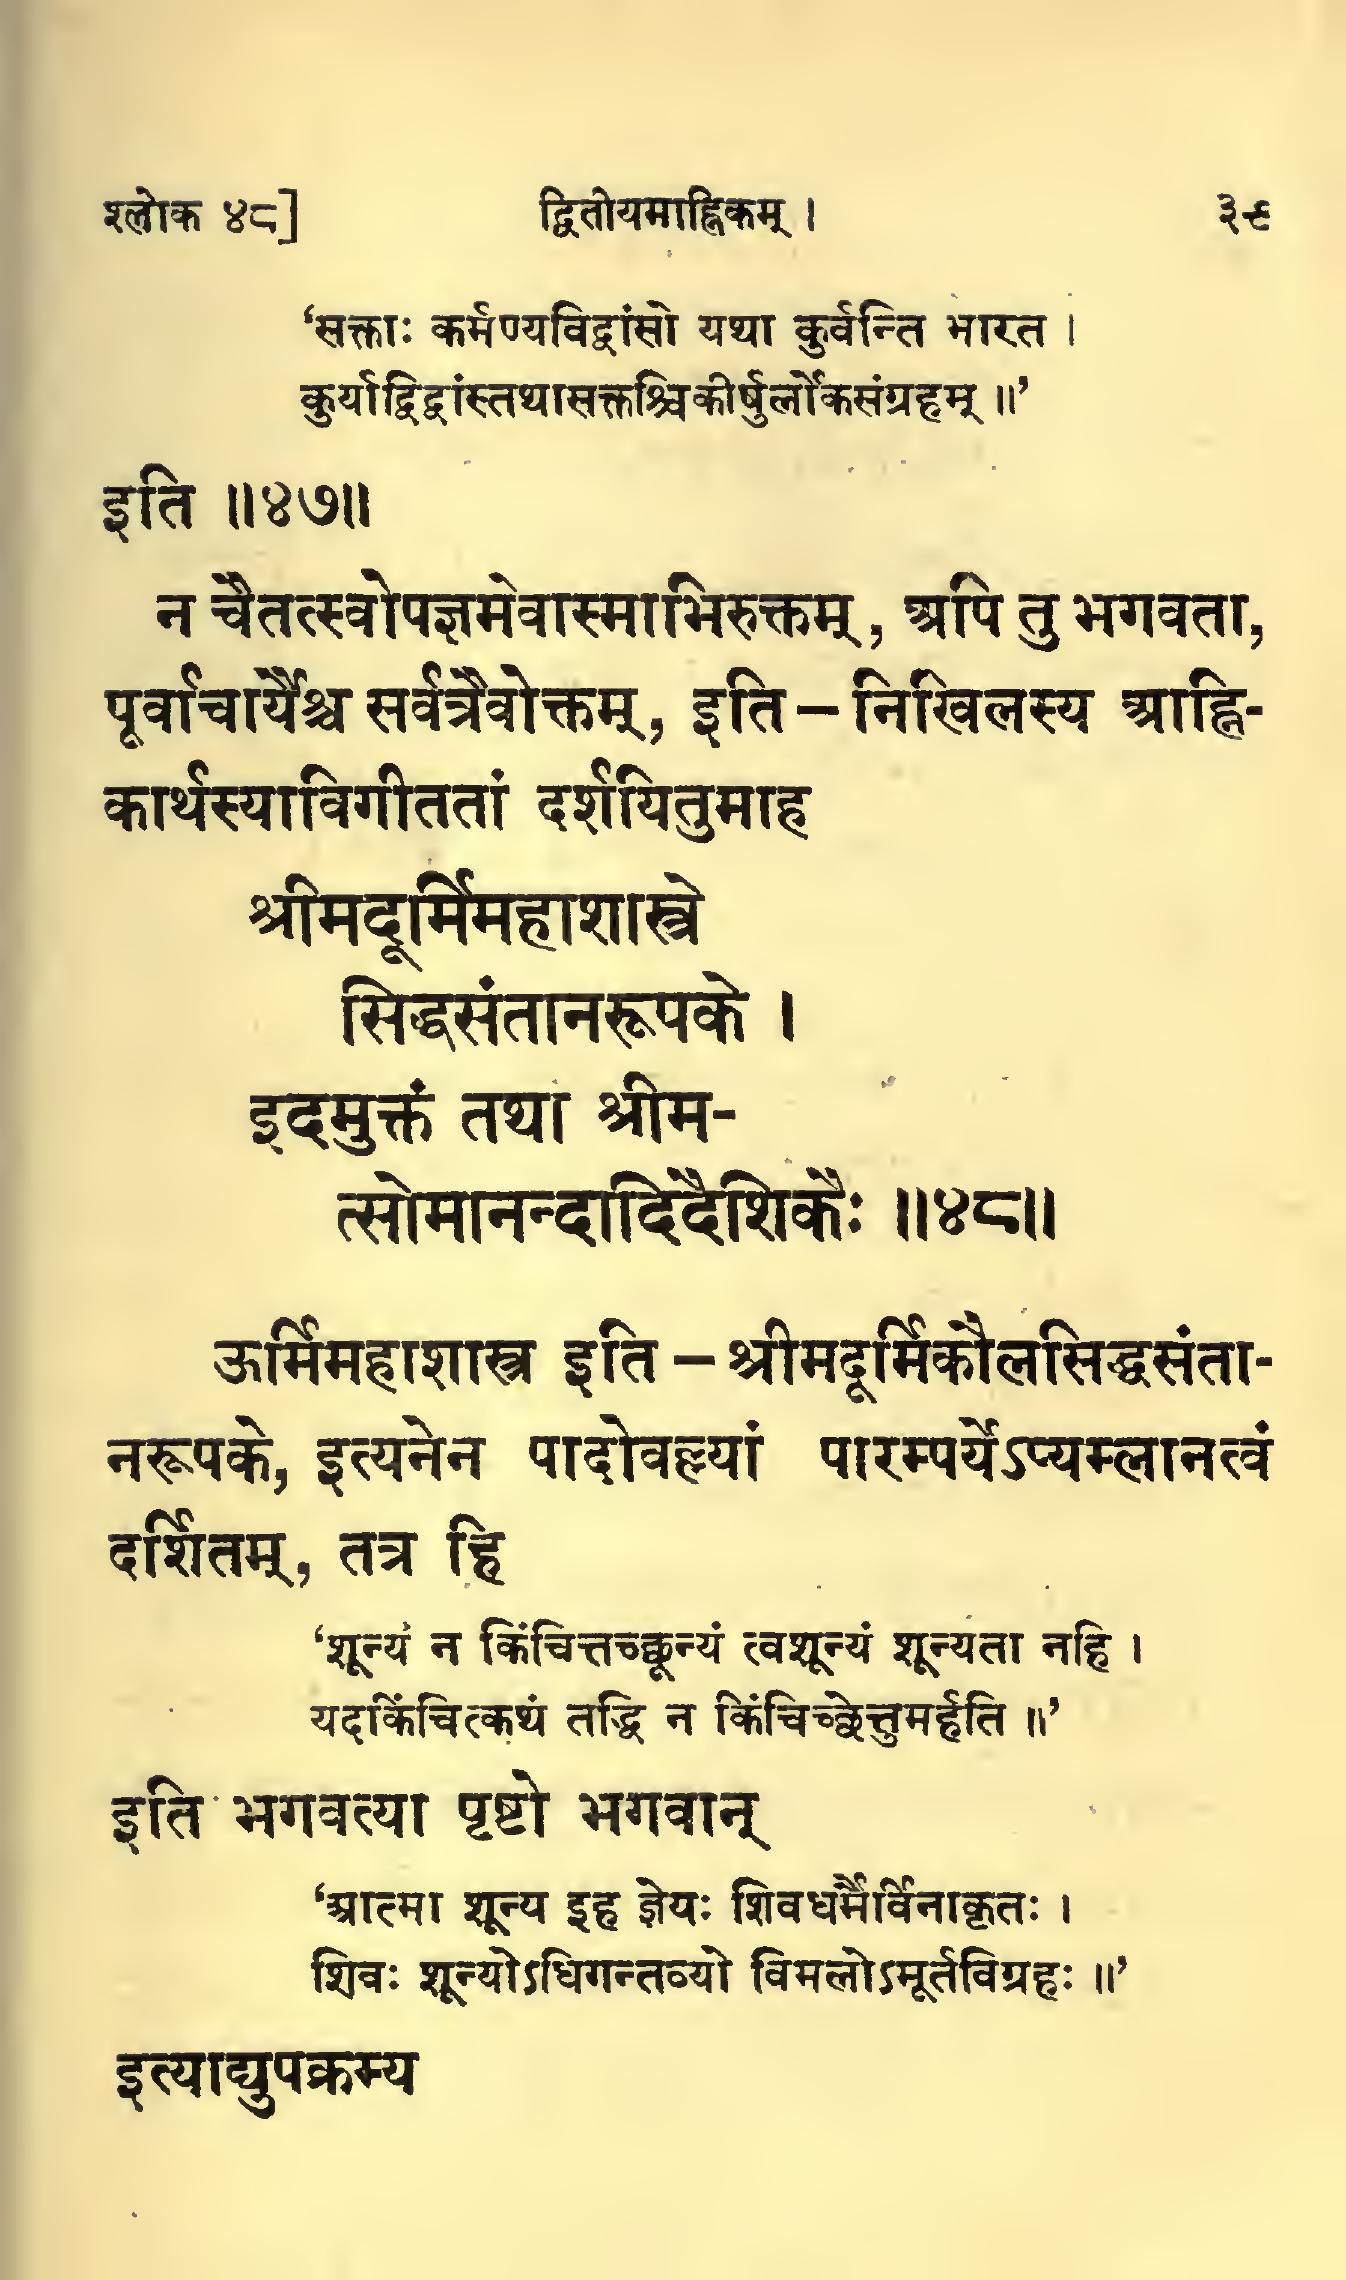 श्लोक ४८] द्वितीयमाह्निकम् । ३९
‘सक्ताः कर्मण्यविद्वांसो यथा कुर्वन्ति भारत ।
कुर्याद्विद्वांस्तथासक्तश्चिकीर्षुर्लोकसंग्रहम् ॥’
इति ॥४७॥
न चैतत्स्वोपज्ञमेवास्माभिरुक्तम्, अपि तु भगवता,
पूर्वाचार्यैश्च सर्वत्रैवोक्तम्, इति – निखिलस्य आह्नि-
कार्थस्याविगीततां दर्शयितुमाह
श्रीमदूर्मिमहाशास्त्रे
सिद्धसंतानरूपके ।
इदमुक्तं तथा श्रीम-
त्सोमानन्दादिदैशिकैः ॥४८॥
ऊर्मिमहाशास्त्र इति – श्रीमदूर्मिकौलसिद्धसंता-
नरूपके, इत्यनेन पादोवल्ल्यां पारम्पर्येऽप्यम्लानत्वं
दर्शितम्, तत्र हि
‘शून्यं न किंचित्तच्छून्यं त्वशून्यं शून्यता नहि ।
यदकिंचित्कथं तद्धि न किंचिच्छेत्तुमर्हति ॥’
इति भगवत्या पृष्टो भगवान्
‘आत्मा शून्य इह ज्ञेयः शिवधर्मैर्विनाकृतः ।
शिवः शून्योऽधिगन्तव्यो विमलोऽमूर्तविग्रहः ॥’
इत्याद्युपक्रम्य